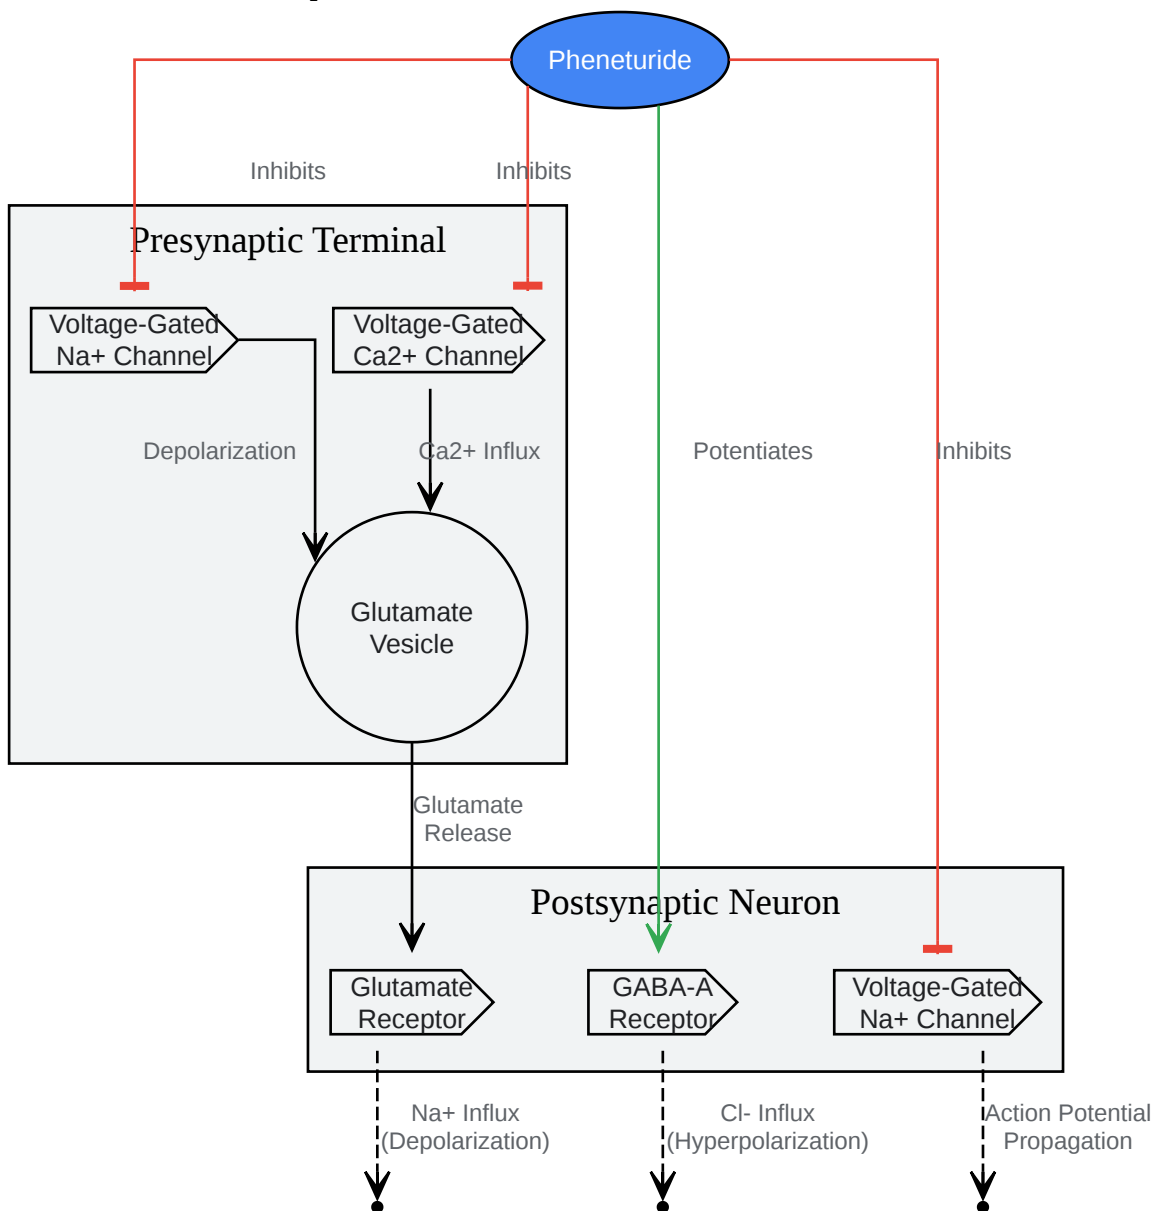 Pheneturide
Inhibits
Inhibits
Presynaptic Terminal
Voltage-Gated
Na+ Channel
Voltage-Gated
Ca2+ Channel
Depolarization
Ca2+ Influx
Potentiates
Inhibits
Glutamate
Vesicle
Glutamate
Release
Postsynaptic Neuron
Glutamate
Receptor
GABA-A
Receptor
Voltage-Gated
Na+ Channel
Na+ Influx
(Depolarization)
Cl- Influx
(Hyperpolarization)
Action Potential
Propagation